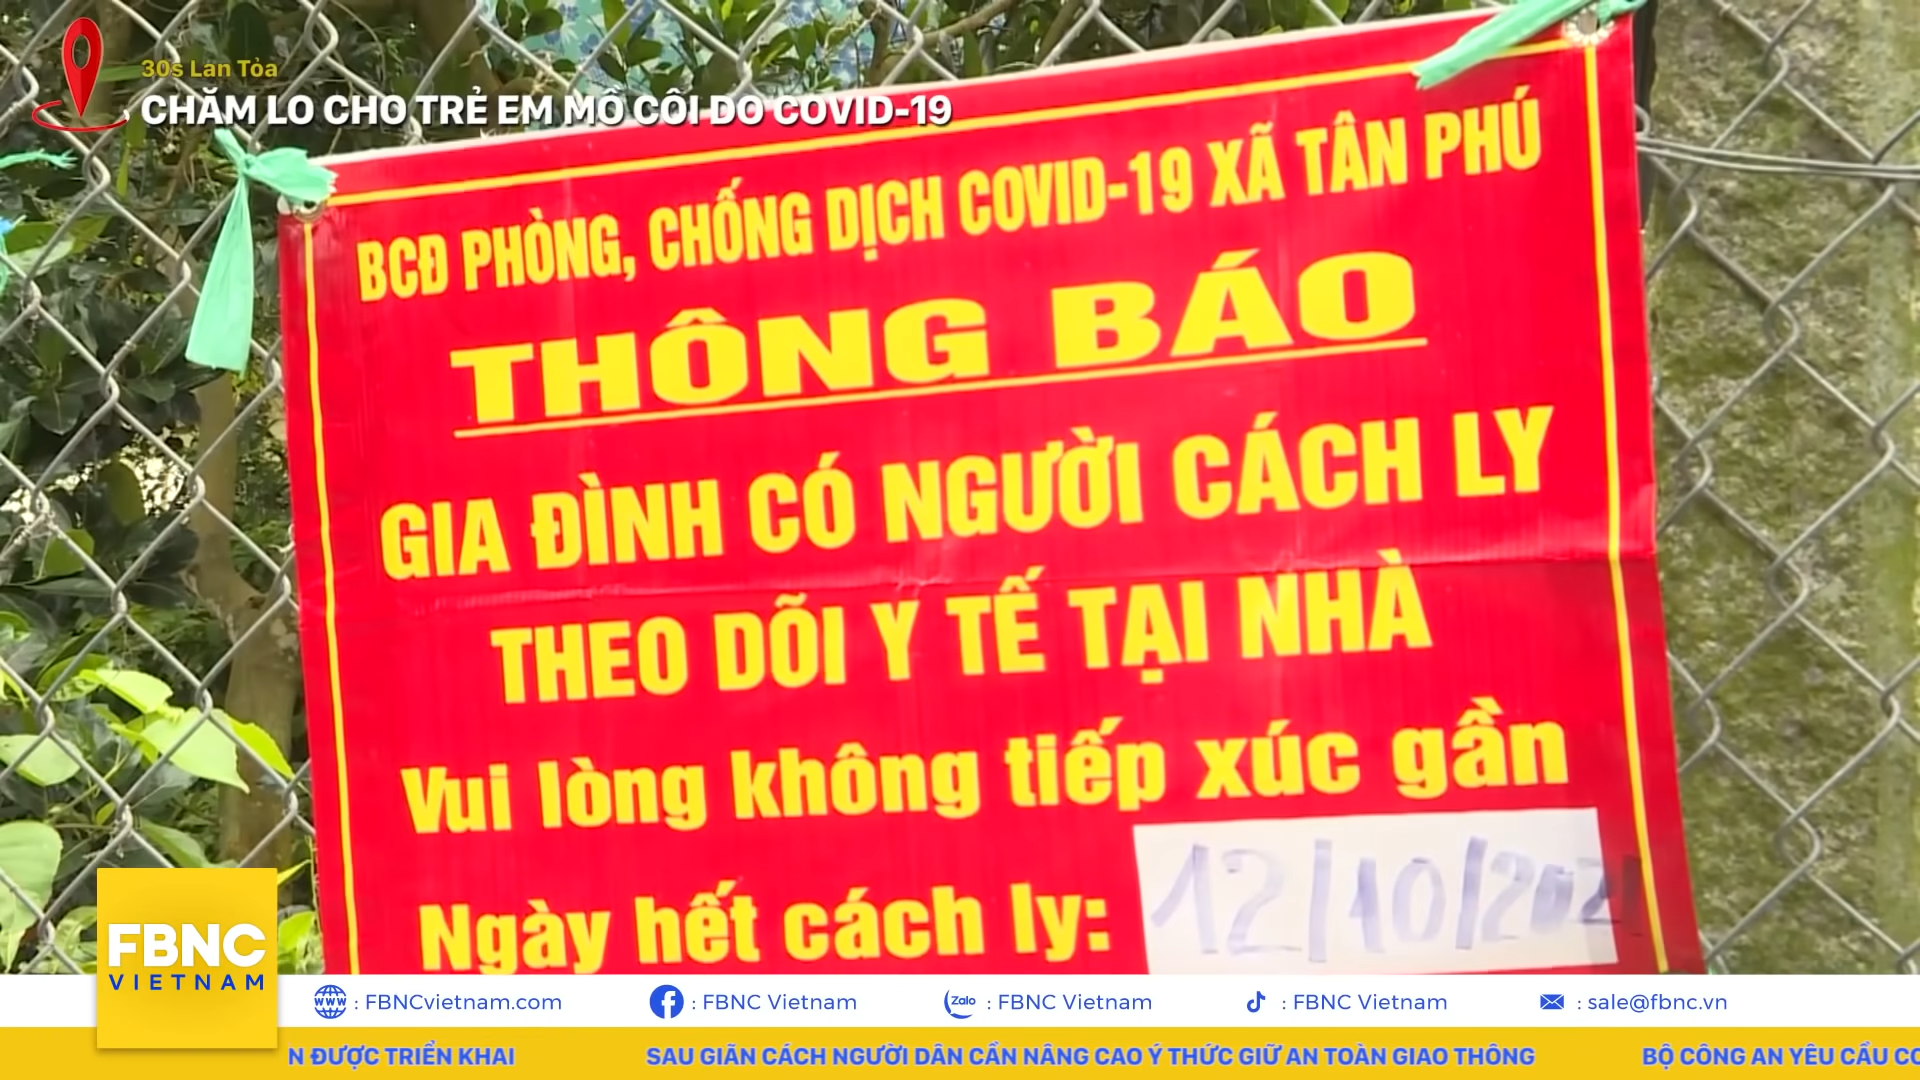 30s Lan Tỏa
CHĂM LO CHO TRẺ EM MỒ CÔI DO COVID-19
BCĐ PHÒNG, CHỐNG DỊCH COVID-19 XÃ TÂN PHÚ
THÔNG BÁO
GIA ĐÌNH CÓ NGƯỜI CÁCH LY
THEO DÕI Y TẾ TẠI NHÀ
Vui lòng không tiếp xúc gần
Ngày hết cách ly: 12/10/2021
FBNC
VIETNAM
www : FBNCvietnam.com
f : FBNC Vietnam
Zalo : FBNC Vietnam
: FBNC Vietnam
: sale@fbnc.vn
N ĐƯỢC TRIỂN KHAI
SAU GIÃN CÁCH NGƯỜI DÂN CẦN NÂNG CAO Ý THỨC GIỮ AN TOÀN GIAO THÔNG
BỘ CÔNG AN YÊU CẦU